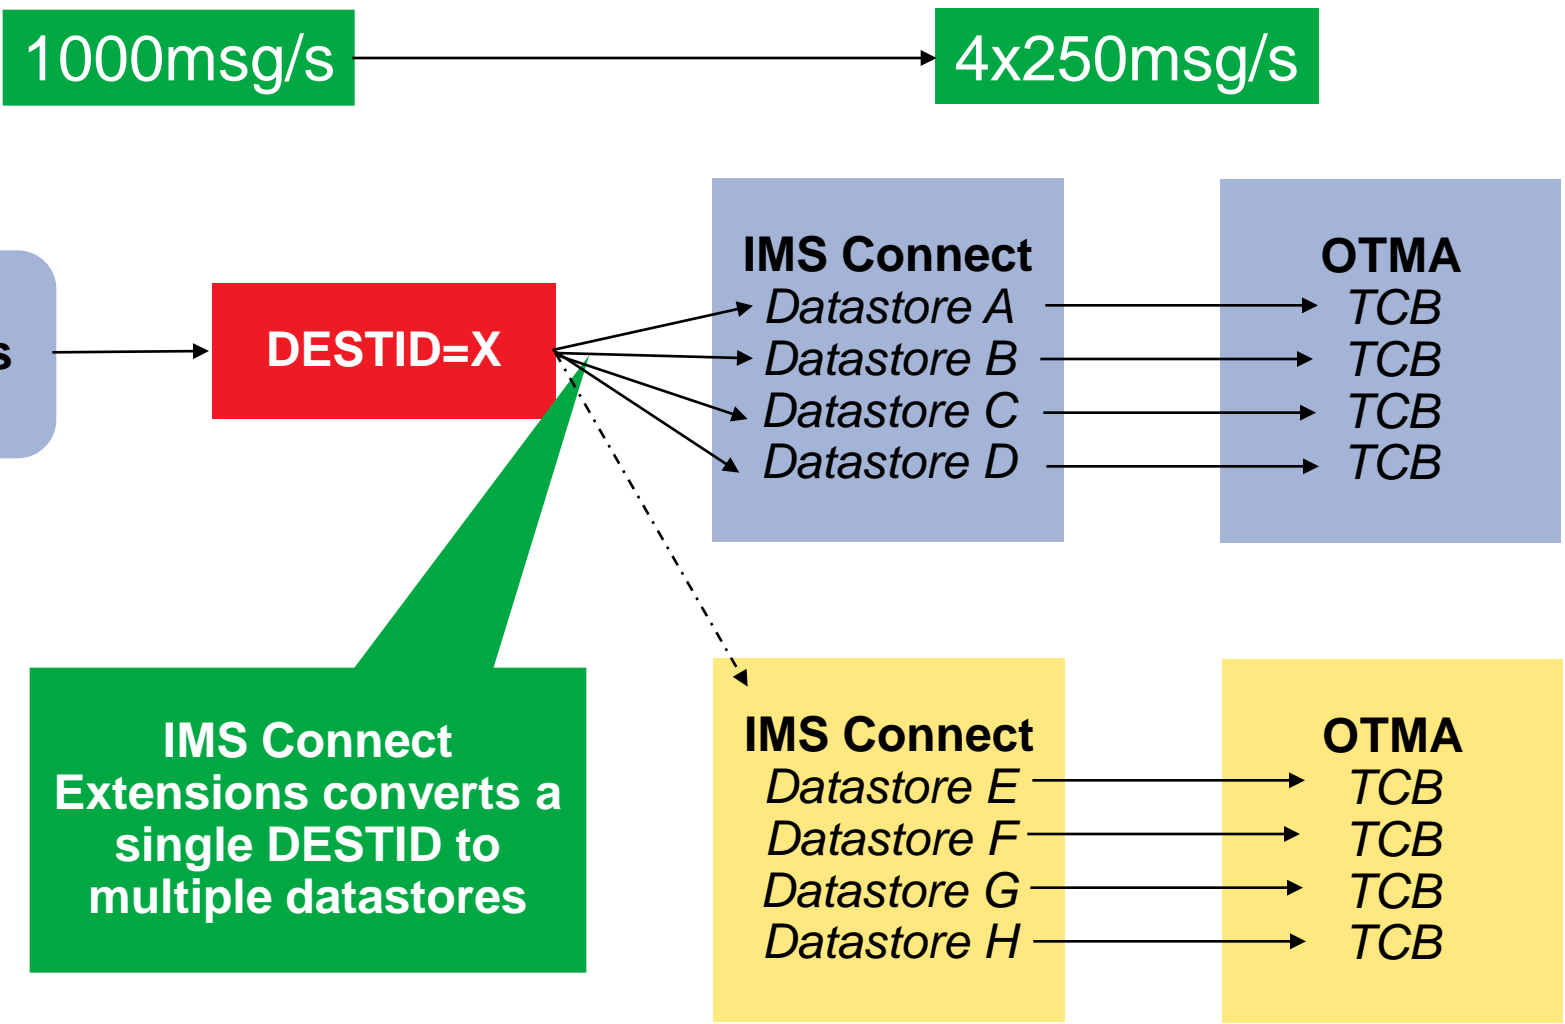 1000msg/s
4x250msg/s
s
DESTID=X
IMS Connect
Datastore A
Datastore B
Datastore C
Datastore D
OTMA
TCB
TCB
TCB
TCB
IMS Connect
Extensions converts a
single DESTID to
multiple datastores
IMS Connect
Datastore E
Datastore F
Datastore G
Datastore H
OTMA
TCB
TCB
TCB
TCB